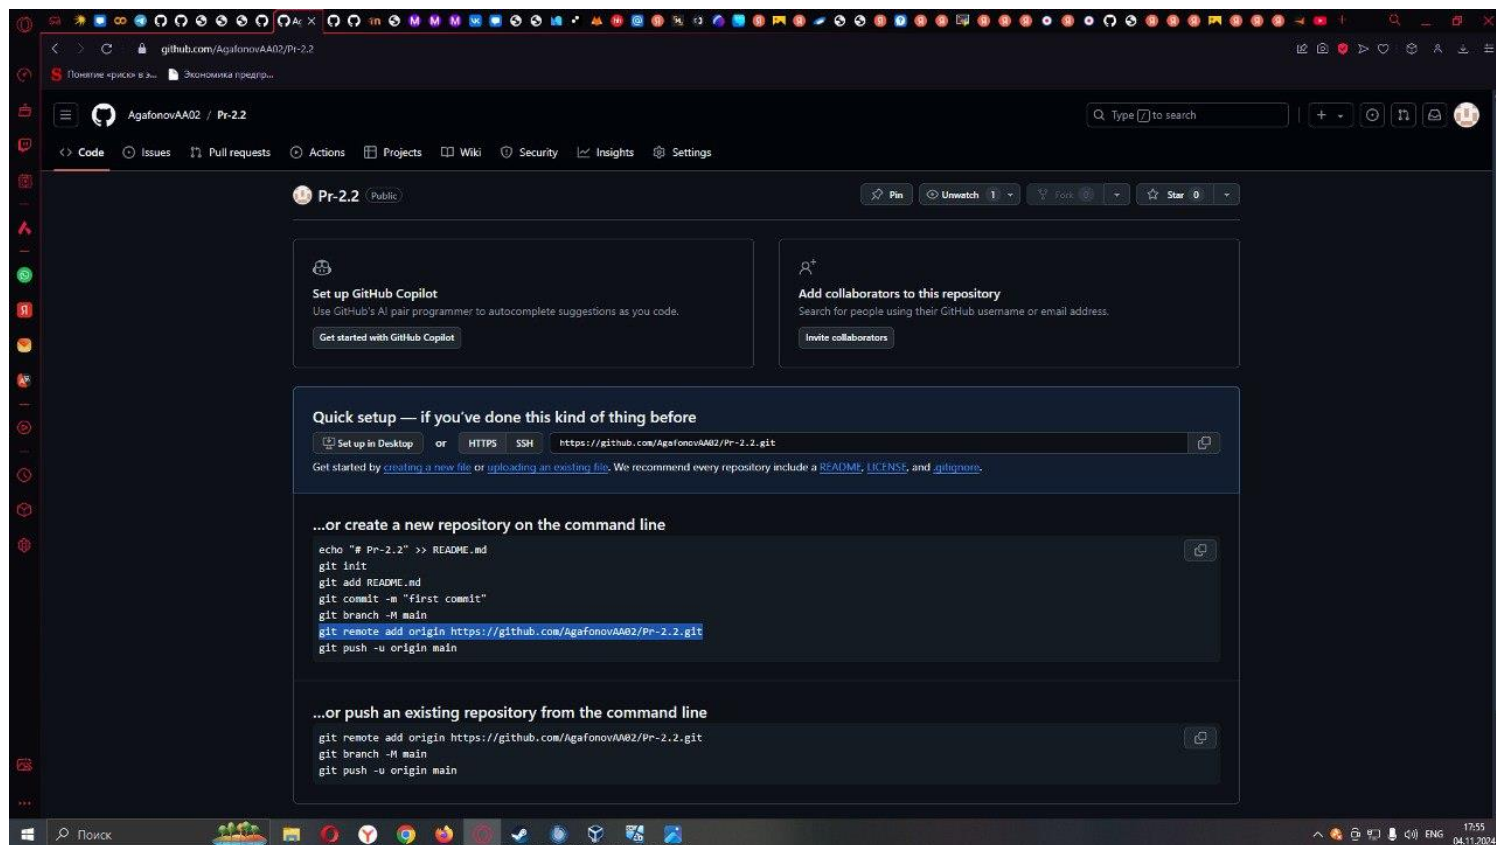 github.com/AgafonovAA02/Pr-2.2
Понятие «риск» в э... Экономика предпр...
AgafonovAA02 / Pr-2.2
Type / to search
Code Issues Pull requests Actions Projects Wiki Security Insights Settings
Pr-2.2 Public
Pin Unwatch 1 Fork 0 Star 0
Set up GitHub Copilot
Use GitHub's AI pair programmer to autocomplete suggestions as you code.
Get started with GitHub Copilot
Add collaborators to this repository
Search for people using their GitHub username or email address.
Invite collaborators
Quick setup — if you've done this kind of thing before
Set up in Desktop or HTTPS SSH https://github.com/AgafonovAA02/Pr-2.2.git
Get started by creating a new file or uploading an existing file. We recommend every repository include a README, LICENSE, and .gitignore.
...or create a new repository on the command line
echo "# Pr-2.2" >> README.md
git init
git add README.md
git commit -m "first commit"
git branch -M main
git remote add origin https://github.com/AgafonovAA02/Pr-2.2.git
git push -u origin main
...or push an existing repository from the command line
git remote add origin https://github.com/AgafonovAA02/Pr-2.2.git
git branch -M main
git push -u origin main
Поиск
ENG
17:55
04.11.2024